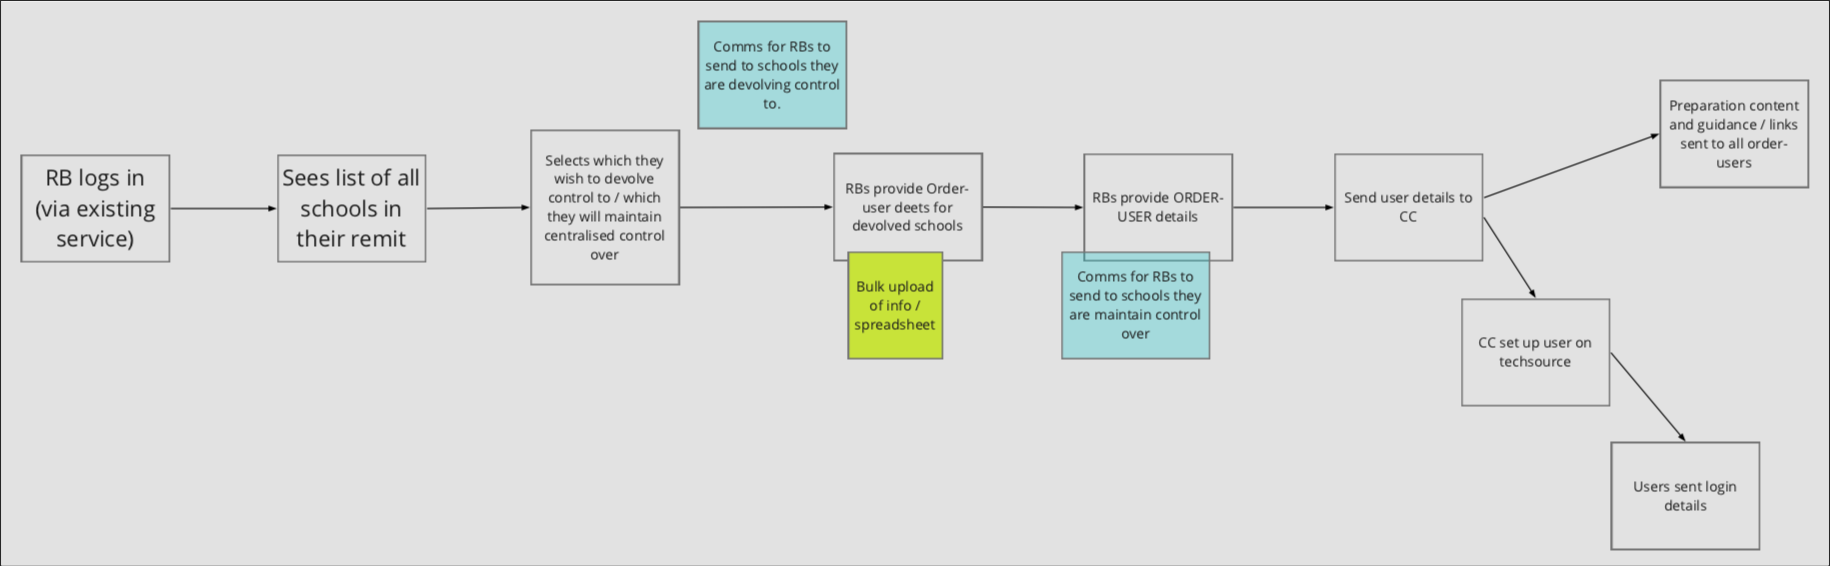 Comms for RBs to
send to schools they
are devolving control
to.
RB logs in
(via existing
service)
Sees list of all
schools in
their remit
Selects which they
wish to devolve
control to / which
they will maintain
centralised control
over
RBs provide Order-
user deets for
devolved schools
Bulk upload
of info /
spreadsheet
RBs provide ORDER-
USER details
Comms for RBs to
send to schools they
are maintain control
over
Send user details to
CC
Preparation content
and guidance / links
sent to all order-
users
CC set up user on
techsource
Users sent login
details